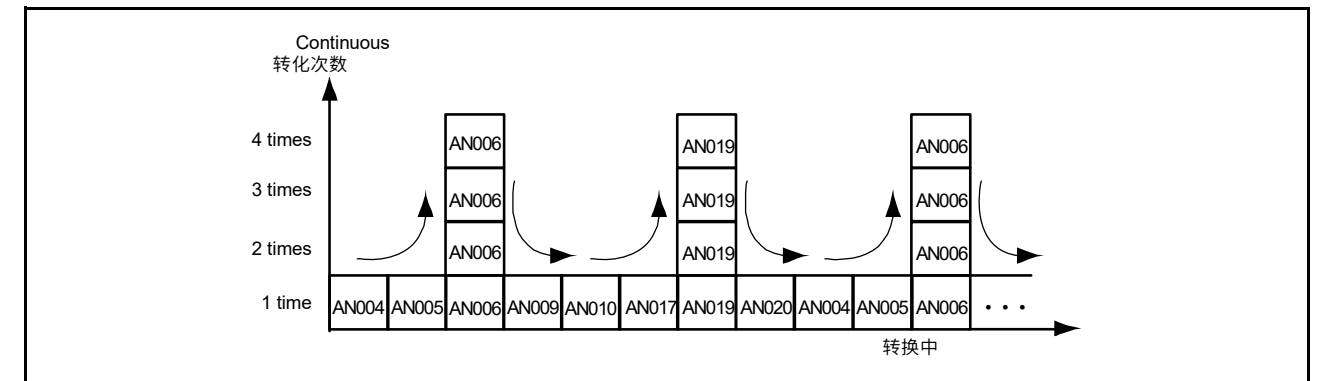 Continuous
转化次数
4 times AN006 AN019 AN006
3 times AN006 AN019 AN006
2 times AN006 AN019 AN006
1 time AN004 AN005 AN006 AN009 AN010 AN017 AN019 AN020 AN004 AN005 AN006 ・・・
转换中